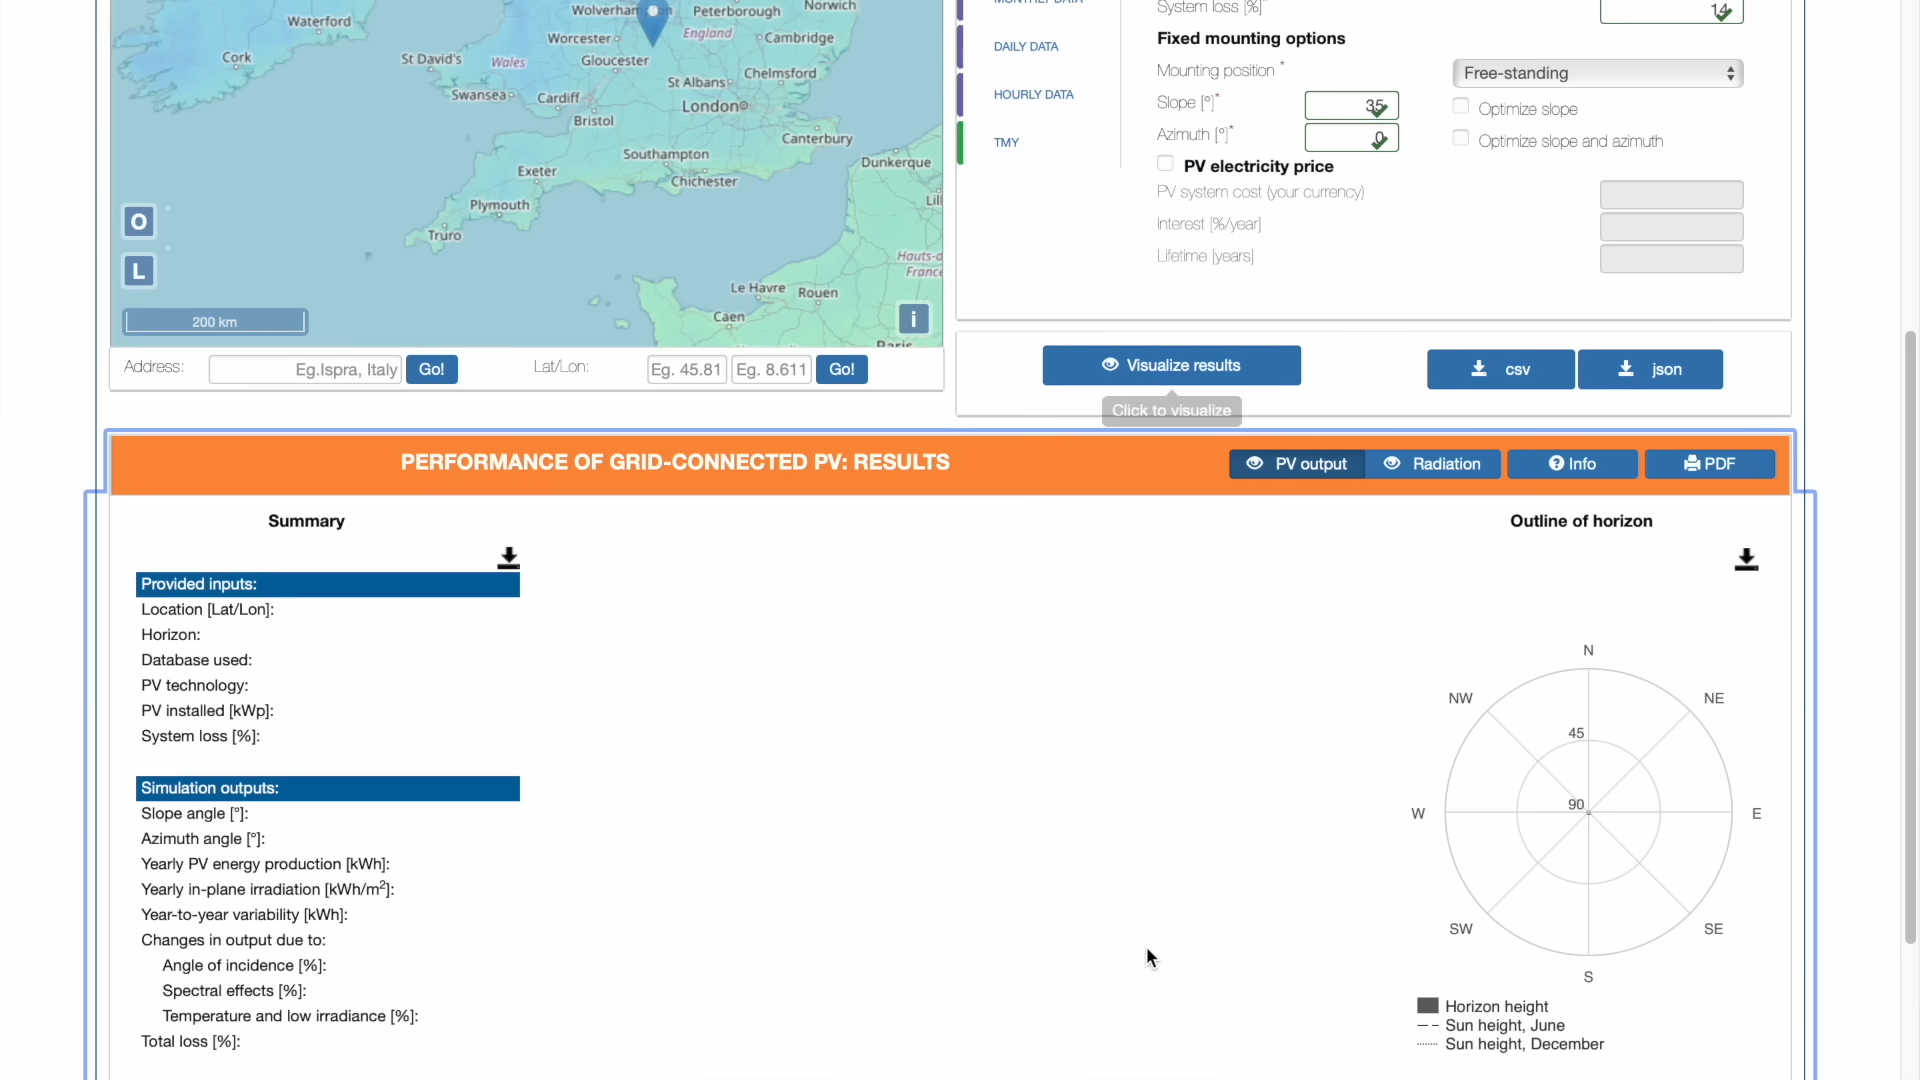 Waterford
Cork
Wolverham
Peterborough
Norwich
Worcester
England
Cambridge
St David's
Wales
Gloucester
Chelmsford
St Albans
Swansea
Cardiff
London
Bristol
Canterbury
Southampton
Dunkerque
Exeter
Chichester
Plymouth
Lil
Truro
Hauts-d
France
Le Havre
Rouen
Caen
O
L
200 km
i
Address:
Eg.Ispra, Italy
Go!
Lat/Lon:
Eg. 45.81
Eg. 8.611
Go!
DAILY DATA
HOURLY DATA
TMY
System loss [%]*
14
Fixed mounting options
Mounting position *
Free-standing
Slope [°]*
35
Optimize slope
Azimuth [°]*
0
Optimize slope and azimuth
PV electricity price
PV system cost (your currency)
Interest [%/year]
Lifetime [years]
Visualize results
csv
json
Click to visualize
PERFORMANCE OF GRID-CONNECTED PV: RESULTS
PV output
Radiation
Info
PDF
Summary
Provided inputs:
Location [Lat/Lon]:
Horizon:
Database used:
PV technology:
PV installed [kWp]:
System loss [%]:
Simulation outputs:
Slope angle [°]:
Azimuth angle [°]:
Yearly PV energy production [kWh]:
Yearly in-plane irradiation [kWh/m²]:
Year-to-year variability [kWh]:
Changes in output due to:
Angle of incidence [%]:
Spectral effects [%]:
Temperature and low irradiance [%]:
Total loss [%]:
Outline of horizon
N
NW
NE
45
90
W
E
SW
SE
S
Horizon height
Sun height, June
Sun height, December